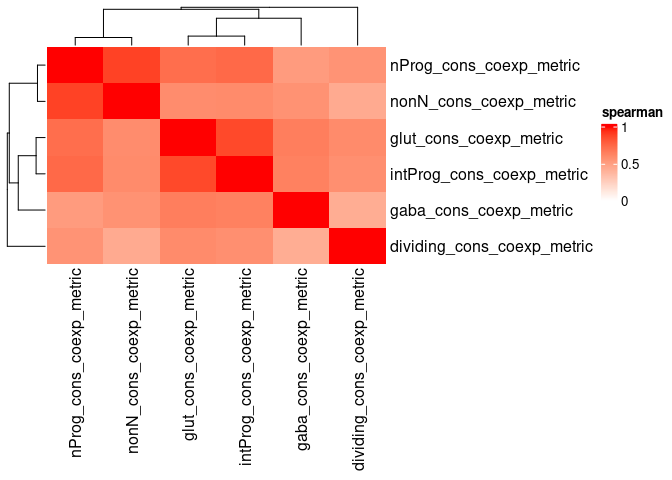 nProg_cons_coexp_metric
nonN_cons_coexp_metric
spearman
glut_cons_coexp_metric
1
intProg_cons_coexp_metric
0.5
gaba_cons_coexp_metric
0
dividing_cons_coexp_metric
nProg_cons_coexp_metric
nonN_cons_coexp_metric
glut_cons_coexp_metric
intProg_cons_coexp_metric
gaba_cons_coexp_metric
dividing_cons_coexp_metric